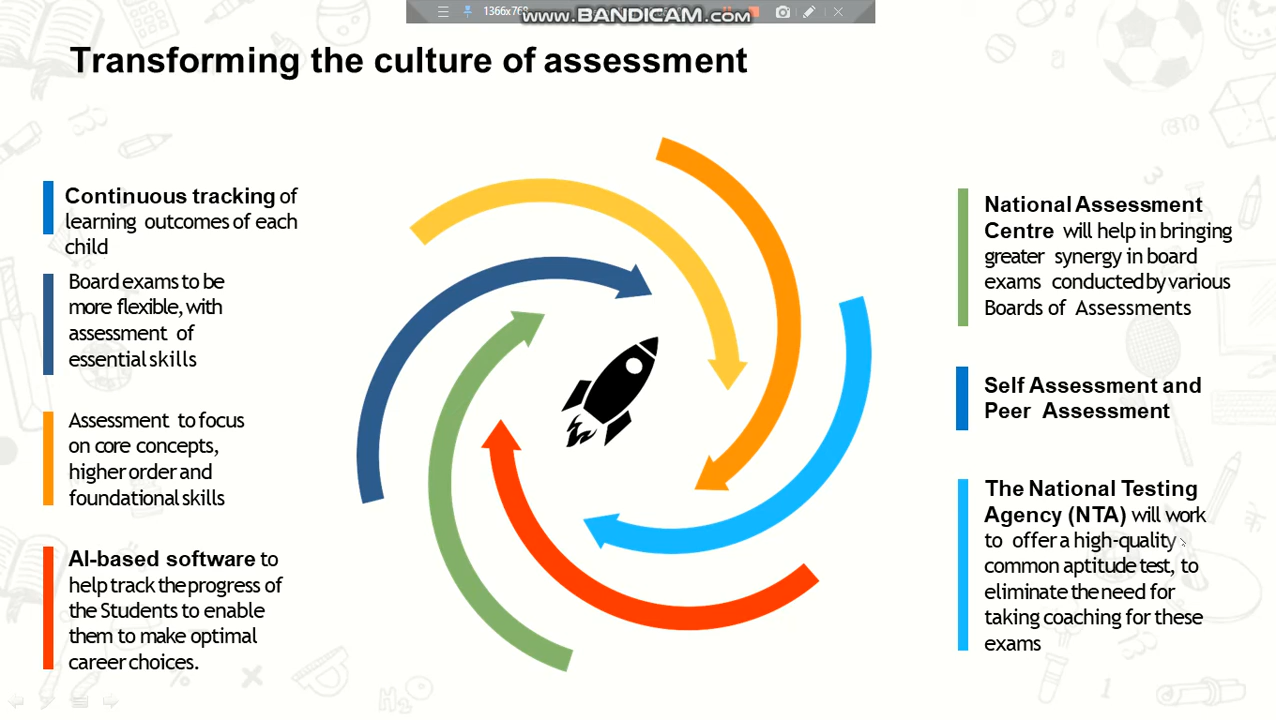 1366x768
www.BANDICAM.com
Transforming the culture of assessment
Continuous tracking of
learning outcomes of each
child
Board exams to be
more flexible, with
assessment of
essential skills
Assessment to focus
on core concepts,
higher order and
foundational skills
AI-based software to
help track the progress of
the Students to enable
them to make optimal
career choices.
National Assessment
Centre will help in bringing
greater synergy in board
exams conducted by various
Boards of Assessments
Self Assessment and
Peer Assessment
The National Testing
Agency (NTA) will work
to offer a high-quality
common aptitude test, to
eliminate the need for
taking coaching for these
exams
H2O